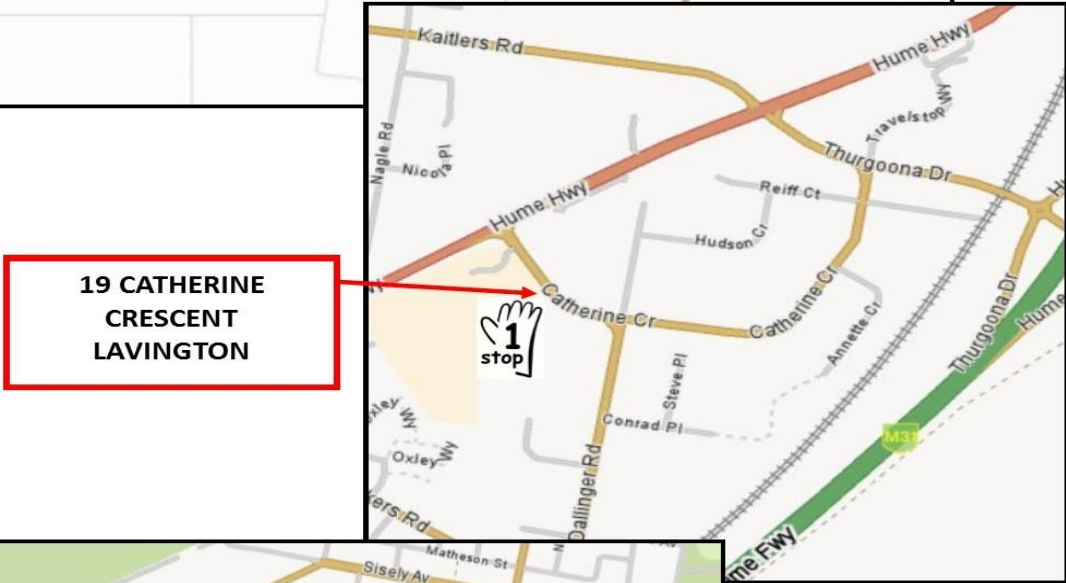 Kaitlers Rd
Hume Hwy
Nagle Rd
Nicola Pl
Travelstop Wy
Thurgoona Dr
Reiff Ct
Hume Hwy
Hudson Cr
19 CATHERINE
CRESCENT
LAVINGTON
Catherine Cr
Catherine Cr
1
stop
Annette Cr
Thurgoona Dr
Hume
Steve Pl
Conrad Pl
M31
Oxley
Wy
Wy
Dallinger Rd
Rd
Matheson St
Sisely Av
Fwy